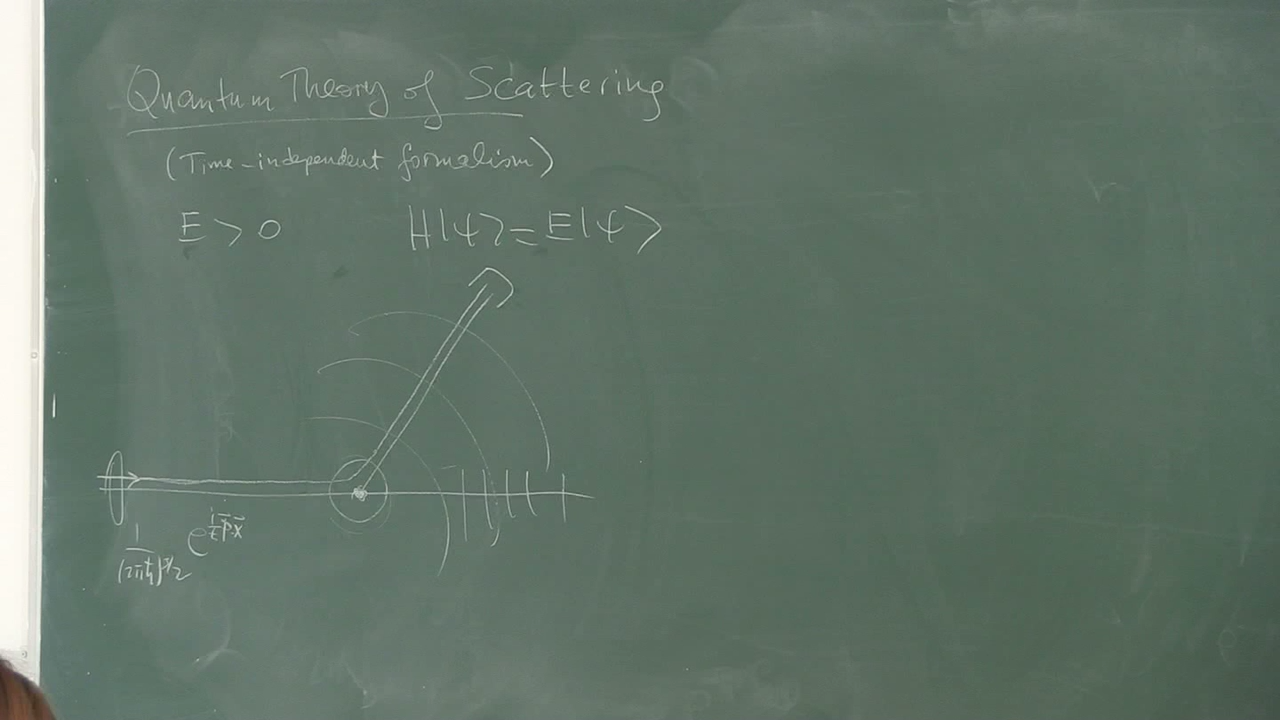 Quantum Theory of Scattering
(Time-independent formalism)
E > 0 H|ψ> = E|ψ>
1/(2πħ)^3/2 e^{i/ħ p⃗·x⃗}